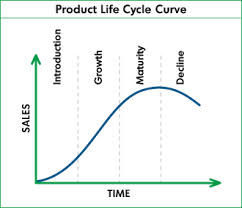 Product Life Cycle Curve
Introduction
Growth
Maturity
Decline
SALES
TIME